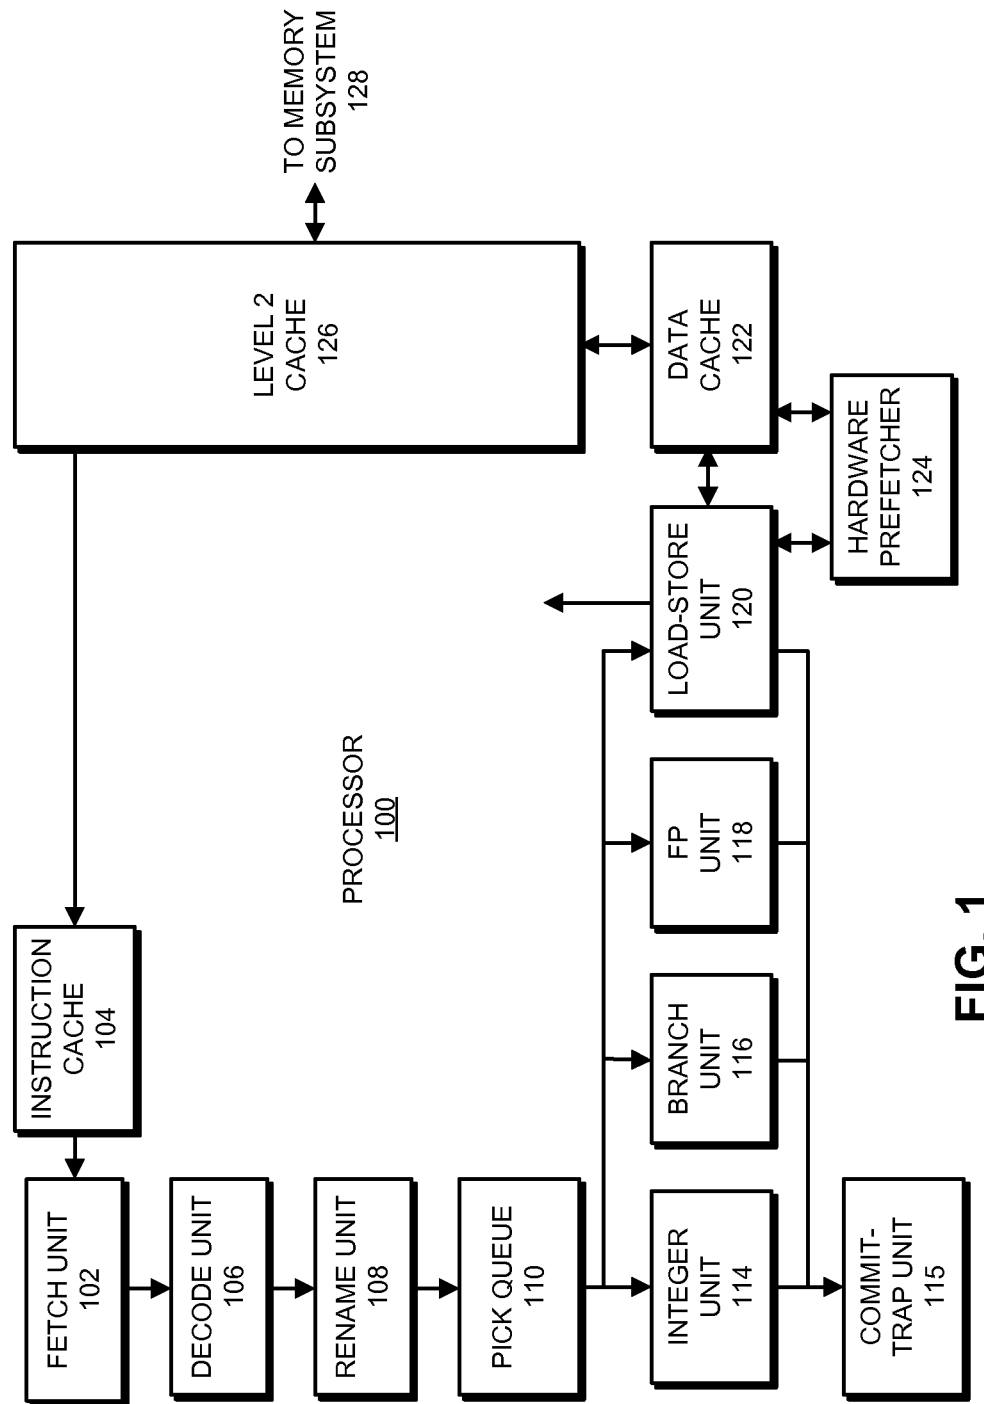 FETCH UNIT
102
INSTRUCTION
CACHE
104
DECODE UNIT
106
RENAME UNIT
108
PICK QUEUE
110
PROCESSOR
100
LEVEL 2
CACHE
126
TO MEMORY
SUBSYSTEM
128
INTEGER
UNIT
114
BRANCH
UNIT
116
FP
UNIT
118
LOAD-STORE
UNIT
120
DATA
CACHE
122
COMMIT-
TRAP UNIT
115
HARDWARE
PREFETCHER
124
FIG. 1